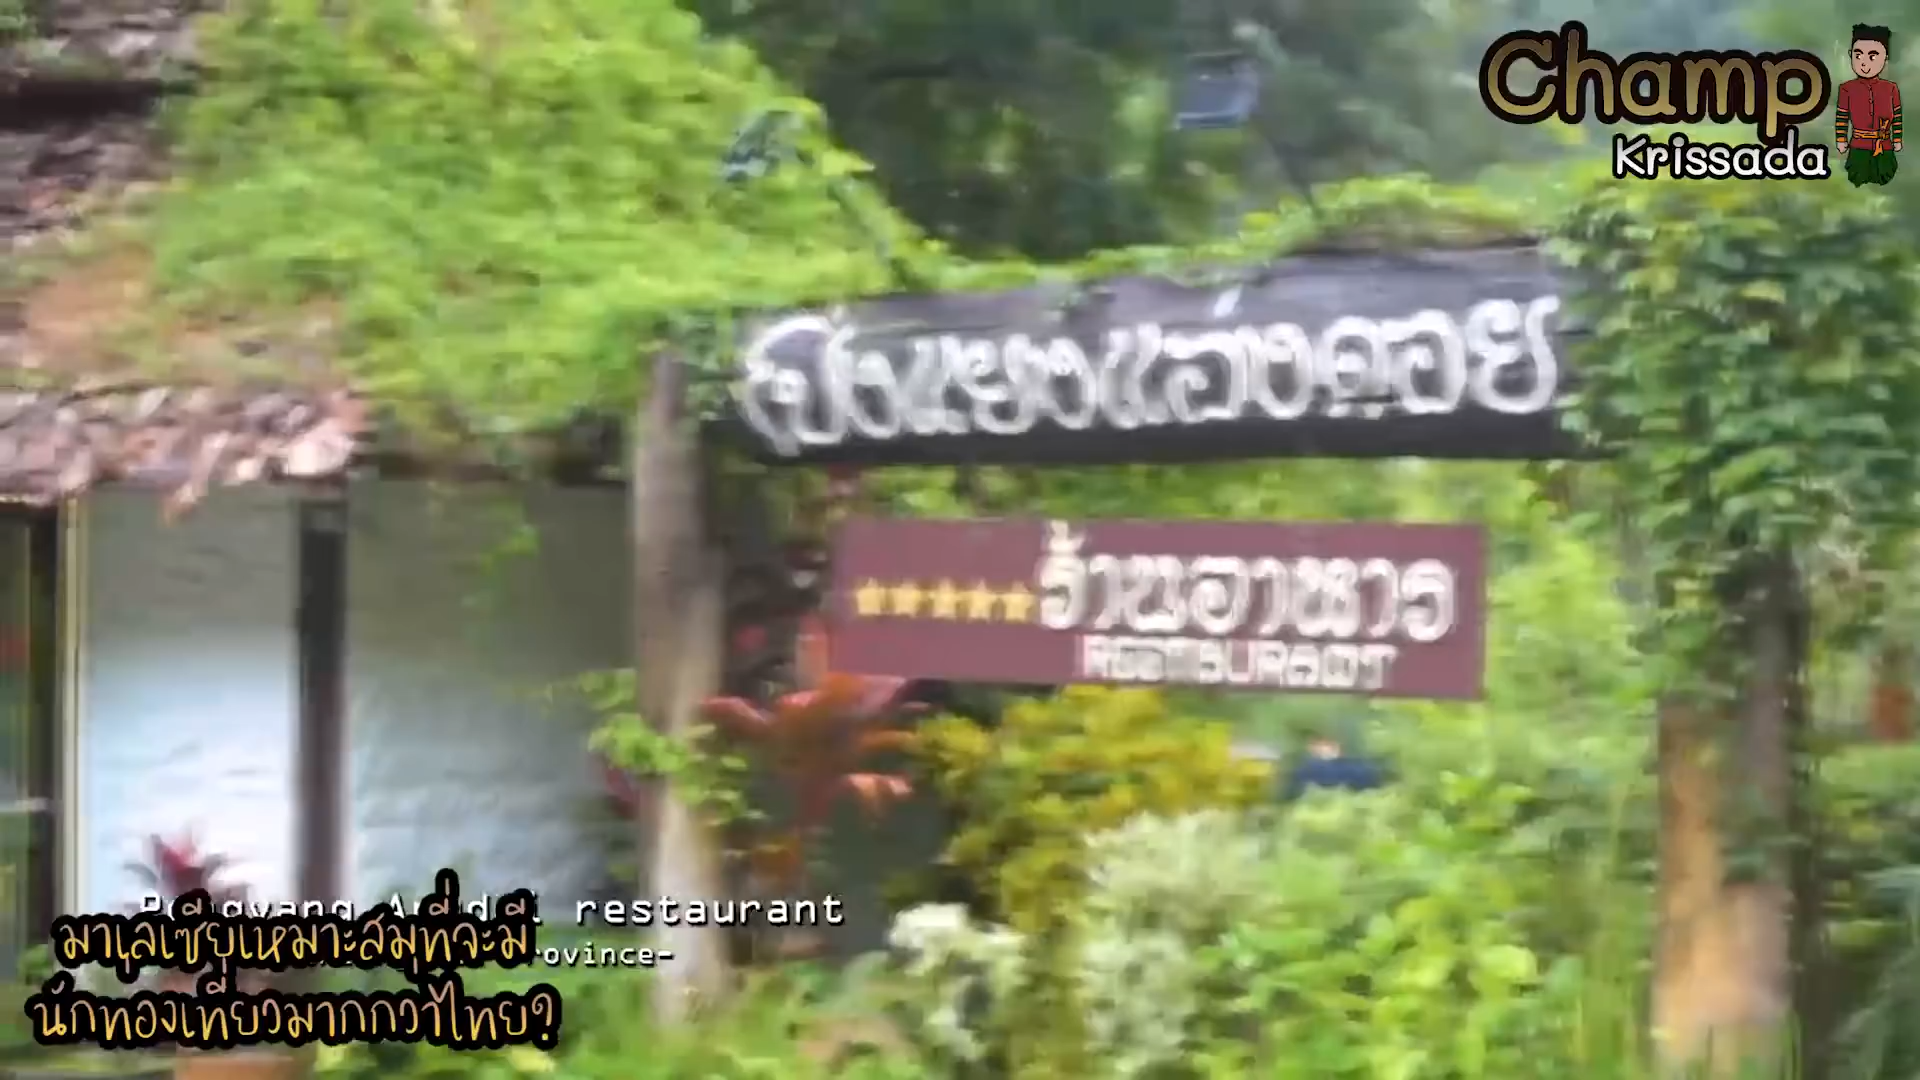 Champ
Krissada
โป่งแยงแอ่งดอย
ร้านอาหาร
RESTAURANT
restaurant
มาเลเซียเหมาะสมที่จะมี
นักท่องเที่ยวมากกว่าไทย?